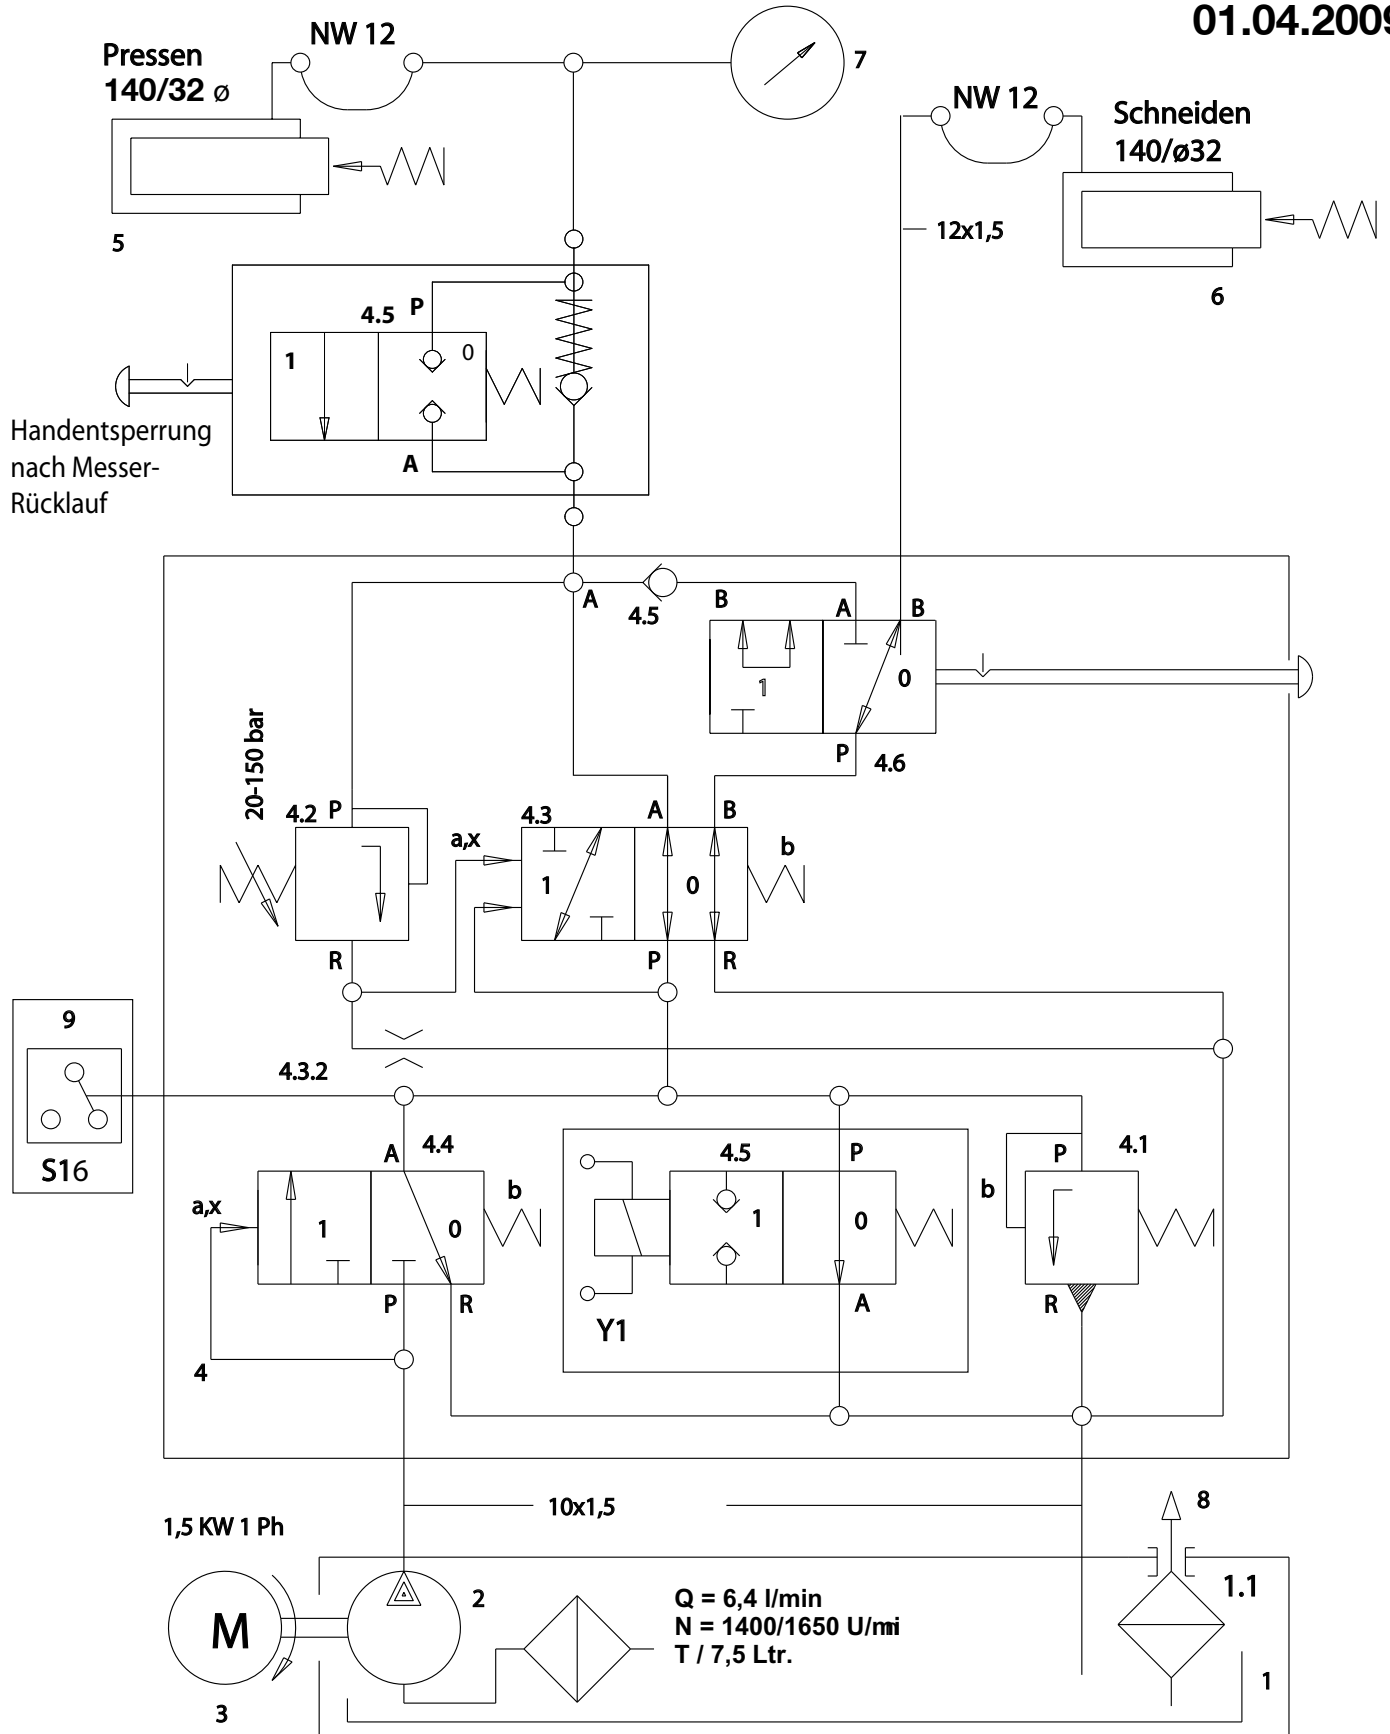 01.04.2009
NW 12
Pressen
140/32 ø
7
NW 12
Schneiden
140/ø32
12x1,5
5
6
4.5 P
1
0
A
Handentsperrung
nach Messer-
Rücklauf
A
4.5
B
A
B
1
0
P
4.6
20-150 bar
4.2 P
R
4.3
a,x
A
B
b
1
0
P
R
9
S16
4.3.2
A
4.4
a,x
1
0
b
P
R
4
4.5
P
1
0
A
Y1
b
P
4.1
R
10x1,5
1,5 KW 1 Ph
M
3
2
Q = 6,4 l/min
N = 1400/1650 U/mi
T / 7,5 Ltr.
8
1.1
1